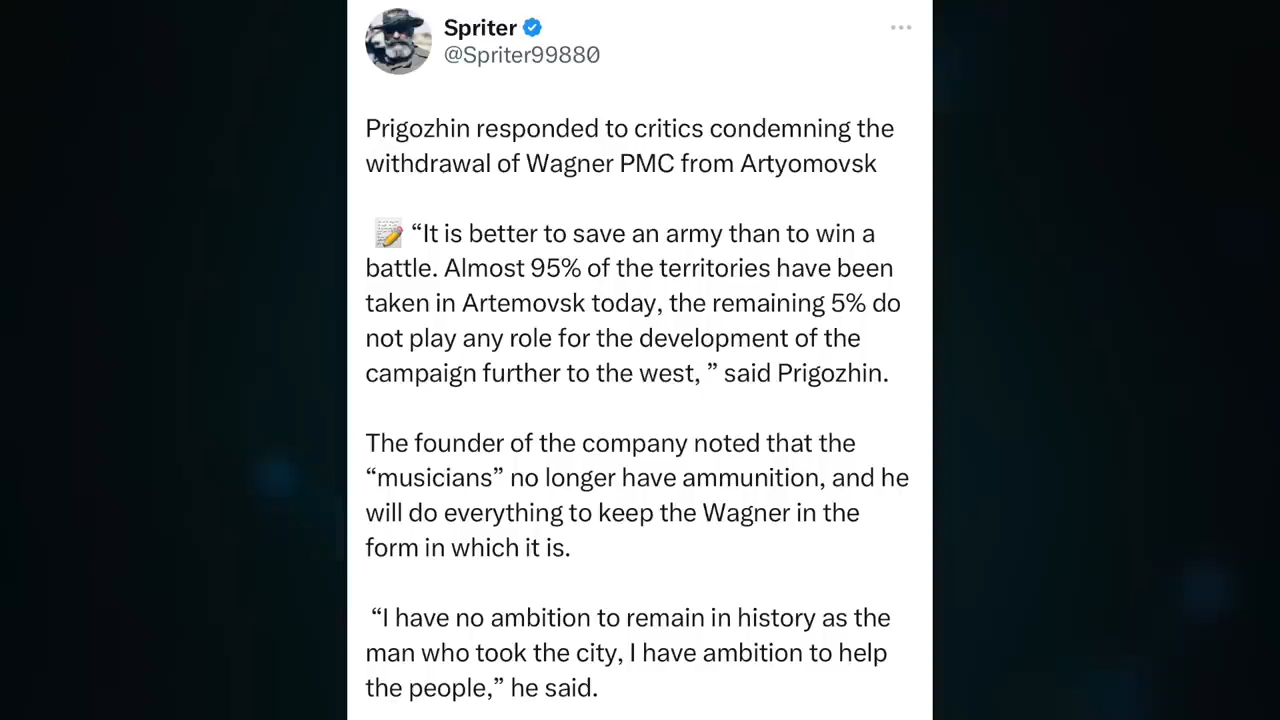 Spriter
@Spriter99880
Prigozhin responded to critics condemning the
withdrawal of Wagner PMC from Artyomovsk
“It is better to save an army than to win a
battle. Almost 95% of the territories have been
taken in Artemovsk today, the remaining 5% do
not play any role for the development of the
campaign further to the west, ” said Prigozhin.
The founder of the company noted that the
“musicians” no longer have ammunition, and he
will do everything to keep the Wagner in the
form in which it is.
“I have no ambition to remain in history as the
man who took the city, I have ambition to help
the people,” he said.